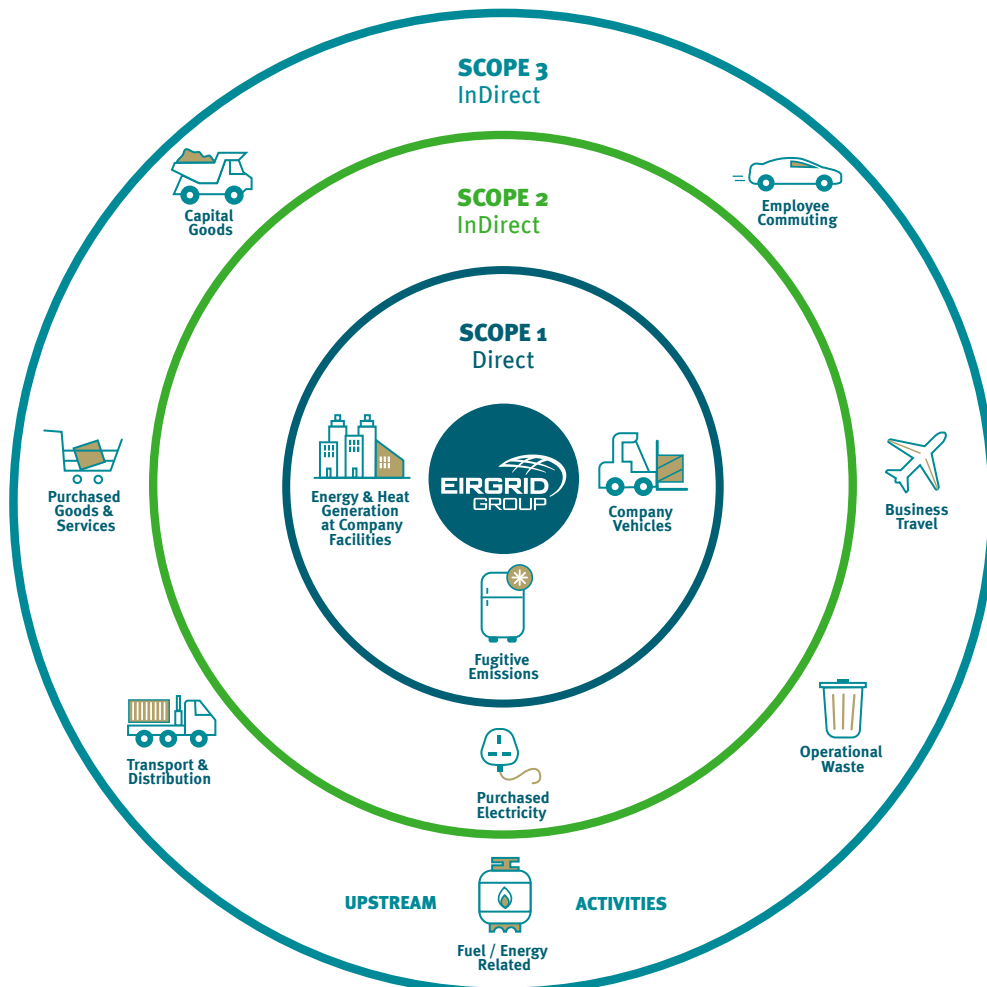 SCOPE 3
InDirect
Capital
Goods
Employee
Commuting
SCOPE 2
InDirect
SCOPE 1
Direct
Purchased
Goods &
Services
Energy & Heat
Generation
at Company
Facilities
EIRGRID
GROUP
Company
Vehicles
Business
Travel
Fugitive
Emissions
Transport &
Distribution
Operational
Waste
Purchased
Electricity
UPSTREAM
ACTIVITIES
Fuel / Energy
Related